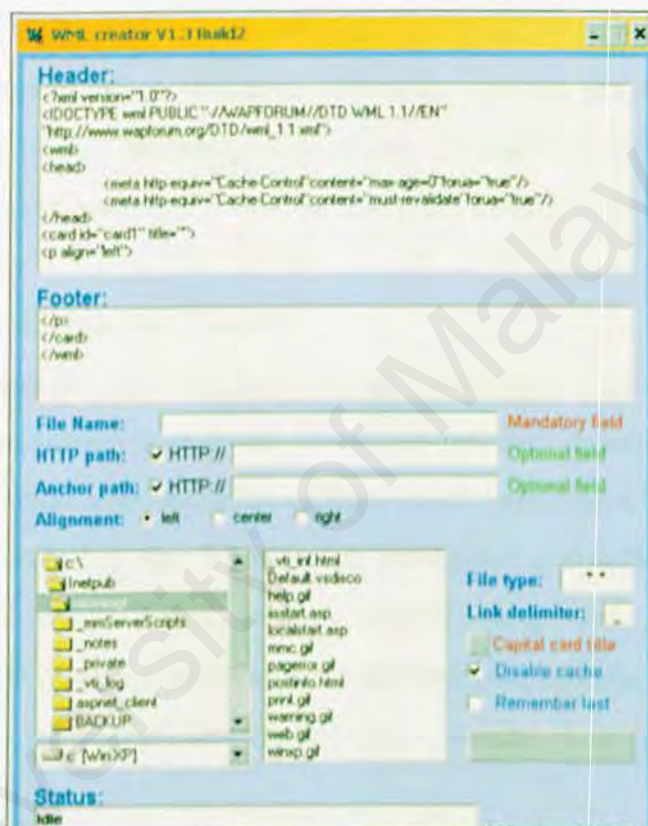 WML creator V1.3 Build2
Header:
<?xml version="1.0"?>
<!DOCTYPE wml PUBLIC "-//WAPFORUM//DTD WML 1.1//EN"
"http://www.wapforum.org/DTD/wml_1.1.xml">
<wml>
<head>
<meta http-equiv="Cache-Control"content="max-age=0"forua="true"/>
<meta http-equiv="Cache-Control"content="must-revalidate"forua="true"/>
</head>
<card id="card1" title="">
<p align="left">
Footer:
</p>
</card>
</wml>
File Name: Mandatory field
HTTP path: HTTP:// Optional field
Anchor path: HTTP:// Optional field
Alignment: left center right
c:\
Inetpub
_mmServerScripts
_notes
_private
_vti_log
aspnet_client
BACKUP
c: [WinXP]
_vti_inf.html
Default.vsdisco
help.gif
iisstart.asp
localstart.asp
mmc.gif
pagerror.gif
postinfo.html
print.gif
warning.gif
web.gif
winxp.gif
File type: *.*
Link delimiter: _
Capital card title
Disable cache
Remember last
Status:
Idle
University of Malay